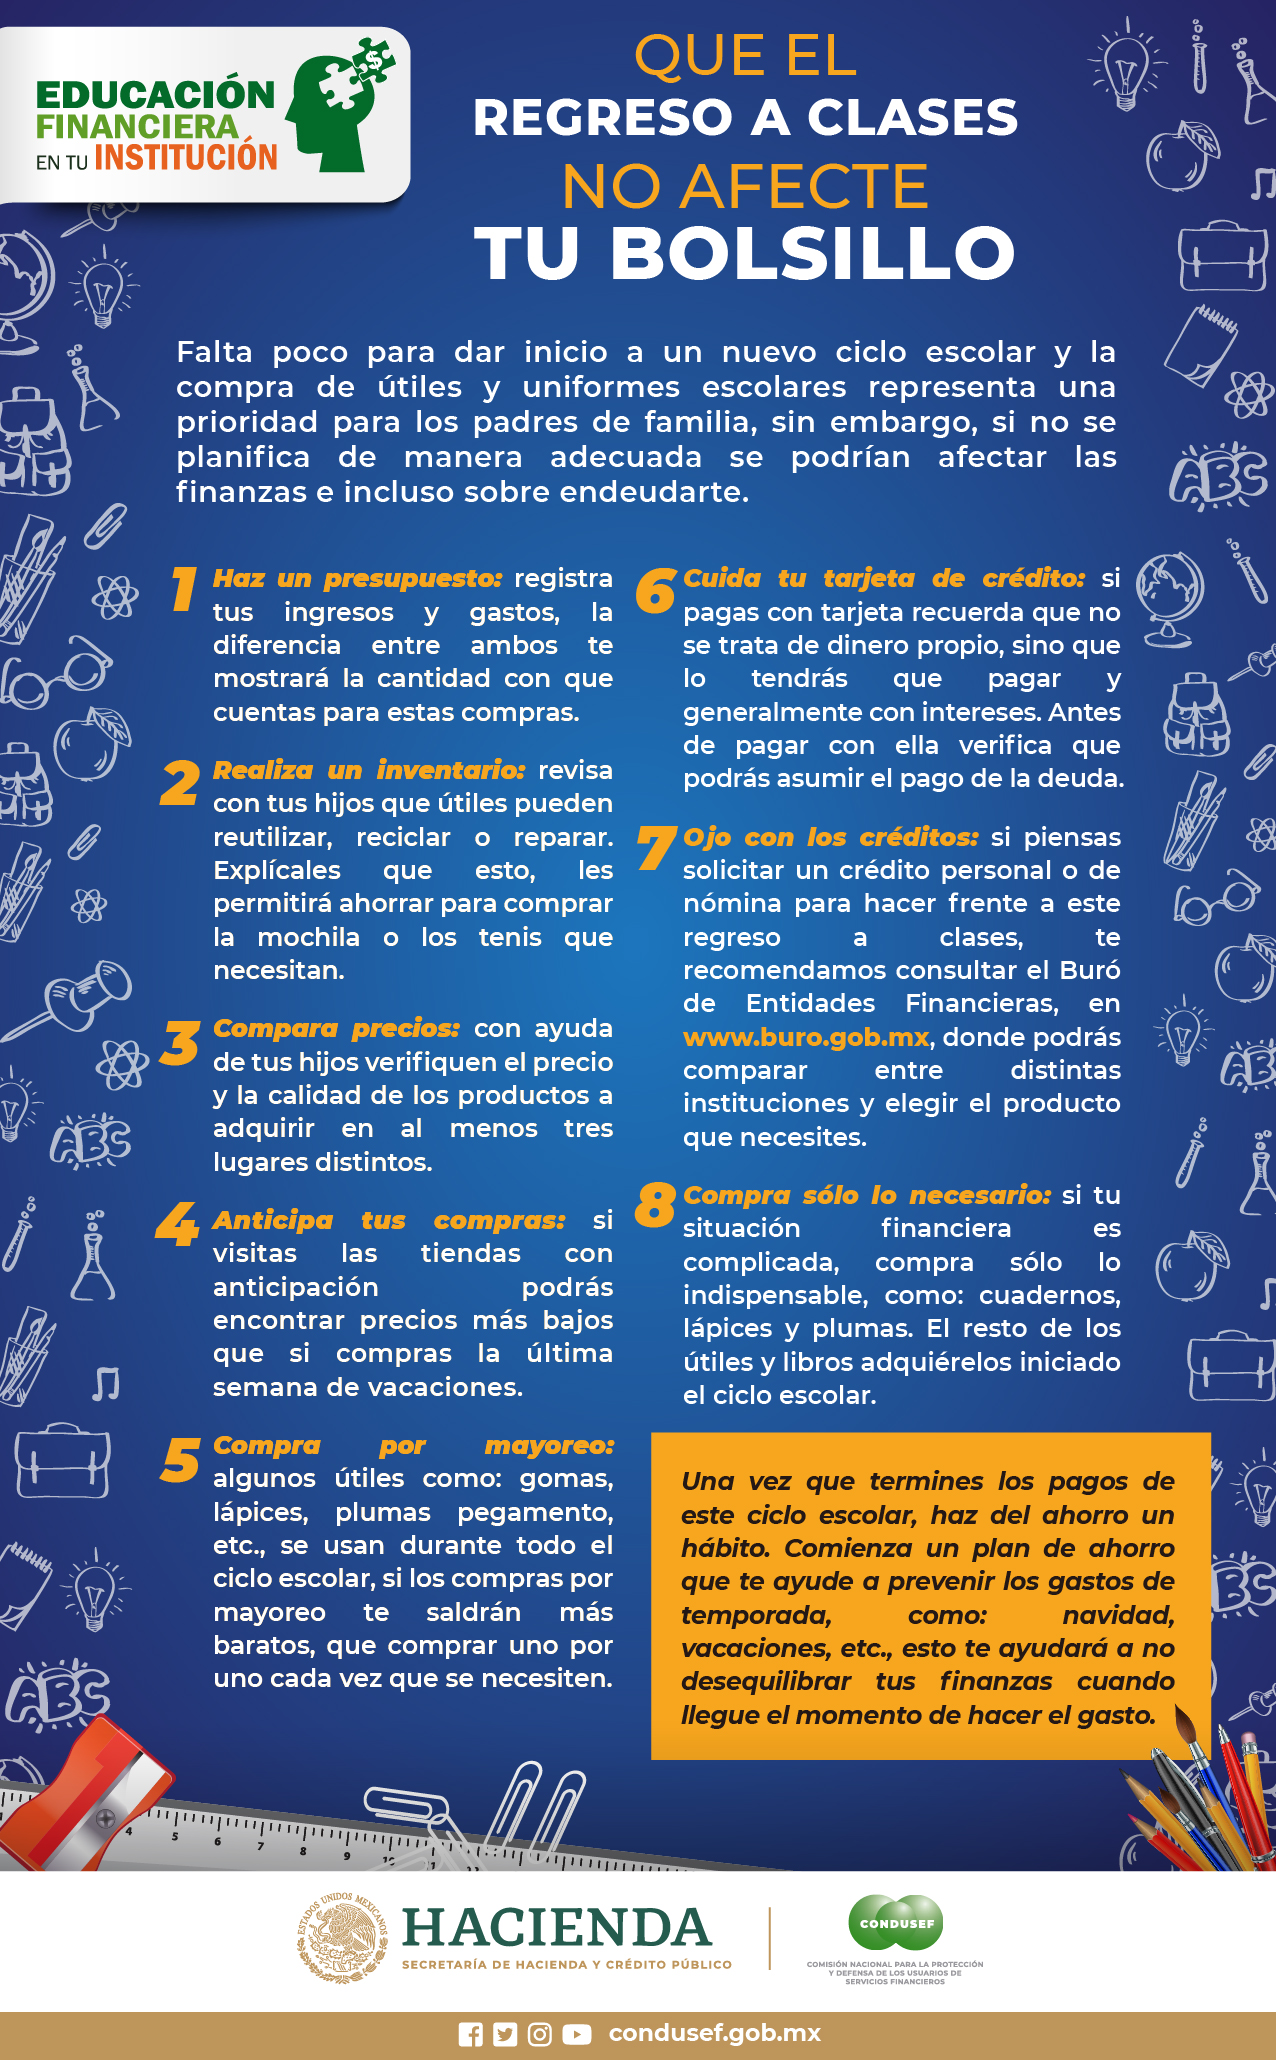 EDUCACIÓN
FINANCIERA
EN TU INSTITUCIÓN
$
QUE EL
REGRESO A CLASES
NO AFECTE
TU BOLSILLO
Falta poco para dar inicio a un nuevo ciclo escolar y la
compra de útiles y uniformes escolares representa una
prioridad para los padres de familia, sin embargo, si no se
planifica de manera adecuada se podrían afectar las
finanzas e incluso sobre endeudarte.
1 Haz un presupuesto: registra
tus ingresos y gastos, la
diferencia entre ambos te
mostrará la cantidad con que
cuentas para estas compras.
2 Realiza un inventario: revisa
con tus hijos que útiles pueden
reutilizar, reciclar o reparar.
Explícales que esto, les
permitirá ahorrar para comprar
la mochila o los tenis que
necesitan.
3 Compara precios: con ayuda
de tus hijos verifiquen el precio
y la calidad de los productos a
adquirir en al menos tres
lugares distintos.
4 Anticipa tus compras: si
visitas las tiendas con
anticipación podrás
encontrar precios más bajos
que si compras la última
semana de vacaciones.
5 Compra por mayoreo:
algunos útiles como: gomas,
lápices, plumas pegamento,
etc., se usan durante todo el
ciclo escolar, si los compras por
mayoreo te saldrán más
baratos, que comprar uno por
uno cada vez que se necesiten.
6 Cuida tu tarjeta de crédito: si
pagas con tarjeta recuerda que no
se trata de dinero propio, sino que
lo tendrás que pagar y
generalmente con intereses. Antes
de pagar con ella verifica que
podrás asumir el pago de la deuda.
7 Ojo con los créditos: si piensas
solicitar un crédito personal o de
nómina para hacer frente a este
regreso a clases, te
recomendamos consultar el Buró
de Entidades Financieras, en
www.buro.gob.mx, donde podrás
comparar entre distintas
instituciones y elegir el producto
que necesites.
8 Compra sólo lo necesario: si tu
situación financiera es
complicada, compra sólo lo
indispensable, como: cuadernos,
lápices y plumas. El resto de los
útiles y libros adquiérelos iniciado
el ciclo escolar.
Una vez que termines los pagos de
este ciclo escolar, haz del ahorro un
hábito. Comienza un plan de ahorro
que te ayude a prevenir los gastos de
temporada, como: navidad,
vacaciones, etc., esto te ayudará a no
desequilibrar tus finanzas cuando
llegue el momento de hacer el gasto.
ABC
ABC
ABC
ABC
4 5 6 7 8 9
ESTADOS UNIDOS MEXICANOS
HACIENDA
SECRETARÍA DE HACIENDA Y CRÉDITO PÚBLICO
CONDUSEF
COMISIÓN NACIONAL PARA LA PROTECCIÓN
Y DEFENSA DE LOS USUARIOS DE
SERVICIOS FINANCIEROS
condusef.gob.mx